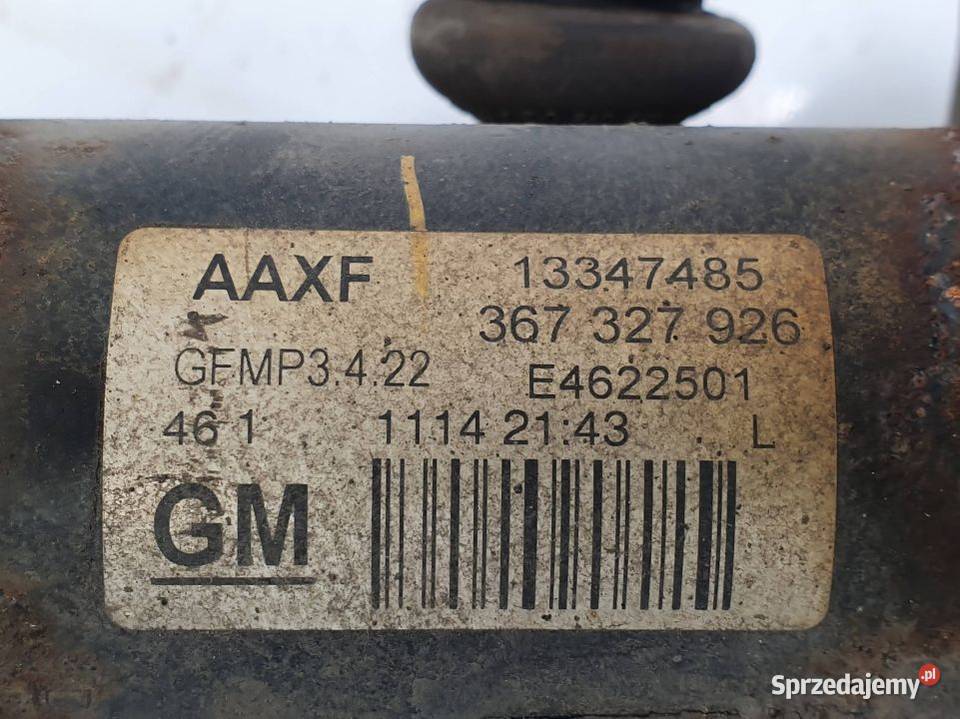 AAXF 13347485
367 327 926
GFMP3.4.22 E4622501
46 1 1114 21:43 L
GM
Sprzedajemy.pl